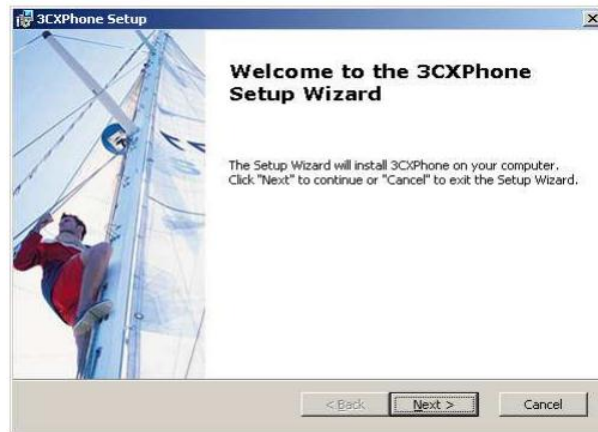 3CXPhone Setup
Welcome to the 3CXPhone
Setup Wizard
The Setup Wizard will install 3CXPhone on your computer.
Click "Next" to continue or "Cancel" to exit the Setup Wizard.
< Back Next > Cancel